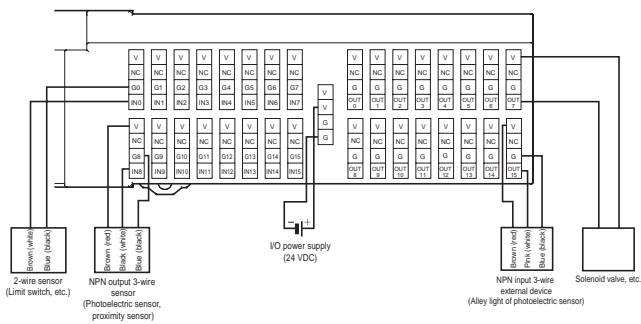 V V V V V V V V V V V V V V V V
NC NC NC NC NC NC NC NC NC NC NC NC NC NC NC NC
G0 G1 G2 G3 G4 G5 G6 G7 G G G G G G G G
IN0 IN1 IN2 IN3 IN4 IN5 IN6 IN7 OUT 0 OUT 1 OUT 2 OUT 3 OUT 4 OUT 5 OUT 6 OUT 7
V
V
G
G
V V V V V V V V V V V V V V V V
NC NC NC NC NC NC NC NC NC NC NC NC NC NC NC NC
G8 G9 G10 G11 G12 G13 G14 G15 G G G G G G G G
IN8 IN9 IN10 IN11 IN12 IN13 IN14 IN15 OUT 8 OUT 9 OUT 10 OUT 11 OUT 12 OUT 13 OUT 14 OUT 15
Brown (white)
Blue (black)
2-wire sensor
(Limit switch, etc.)
Brown (red)
Black (white)
Blue (black)
NPN output 3-wire
sensor
(Photoelectric sensor,
proximity sensor)
− +
I/O power supply
(24 VDC)
Brown (red)
Pink (white)
Blue (black)
NPN input 3-wire
external device
(Alley light of photoelectric sensor)
Solenoid valve, etc.